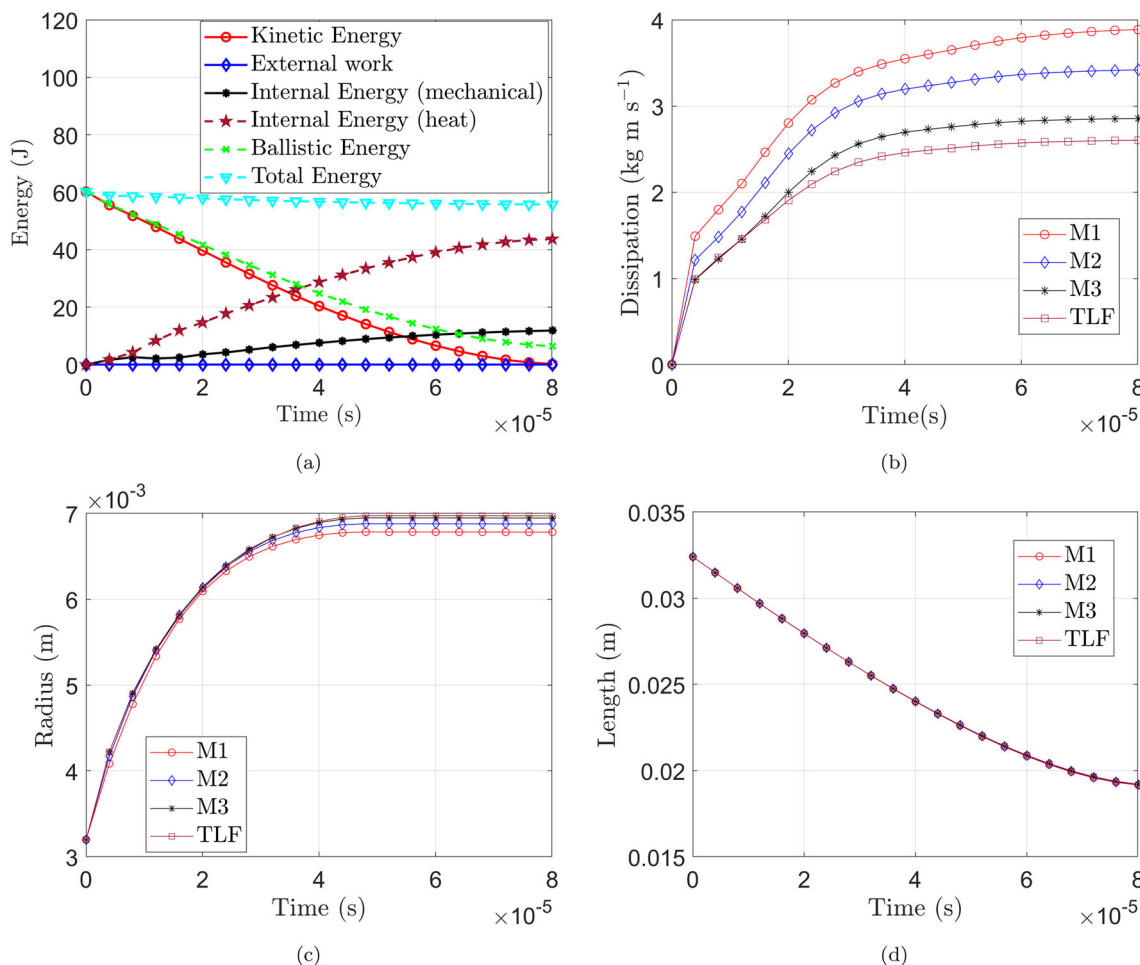 120
100
80
60
40
20
0
Energy (J)
Kinetic Energy
External work
Internal Energy (mechanical)
Internal Energy (heat)
Ballistic Energy
Total Energy
0 2 4 6 8
Time (s)
×10-5
(a)
4
3
2
1
0
Dissipation (kg m s−1)
M1
M2
M3
TLF
0 2 4 6 8
Time(s)
×10-5
(b)
×10-3
7
6
5
4
3
Radius (m)
M1
M2
M3
TLF
0 2 4 6 8
Time (s)
×10-5
(c)
0.035
0.03
0.025
0.02
0.015
Length (m)
M1
M2
M3
TLF
0 2 4 6 8
Time (s)
×10-5
(d)